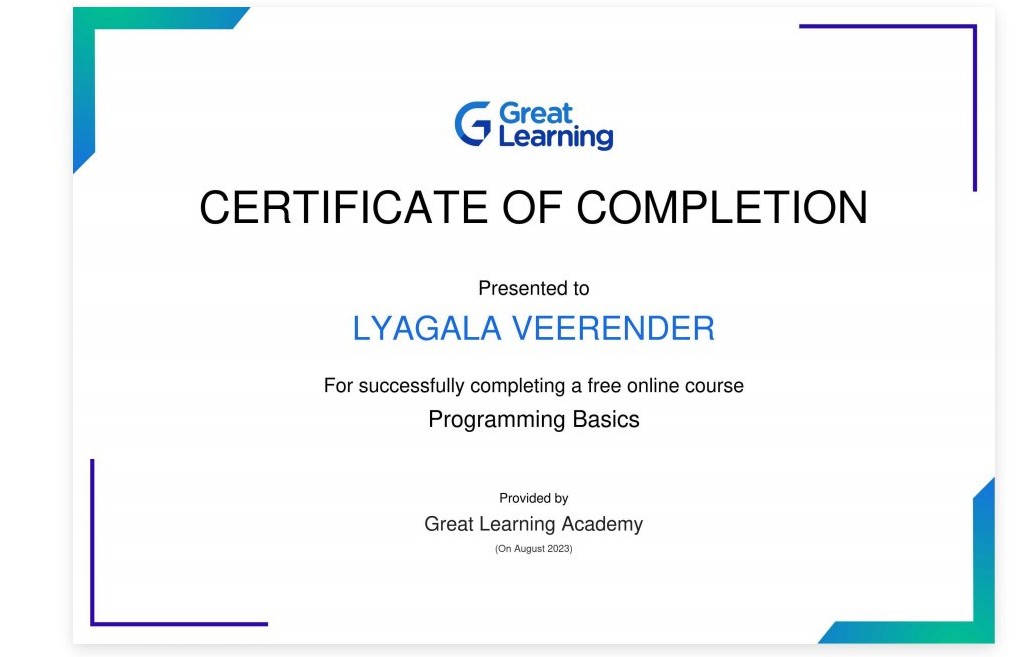 Great
Learning
CERTIFICATE OF COMPLETION
Presented to
LYAGALA VEERENDER
For successfully completing a free online course
Programming Basics
Provided by
Great Learning Academy
(On August 2023)